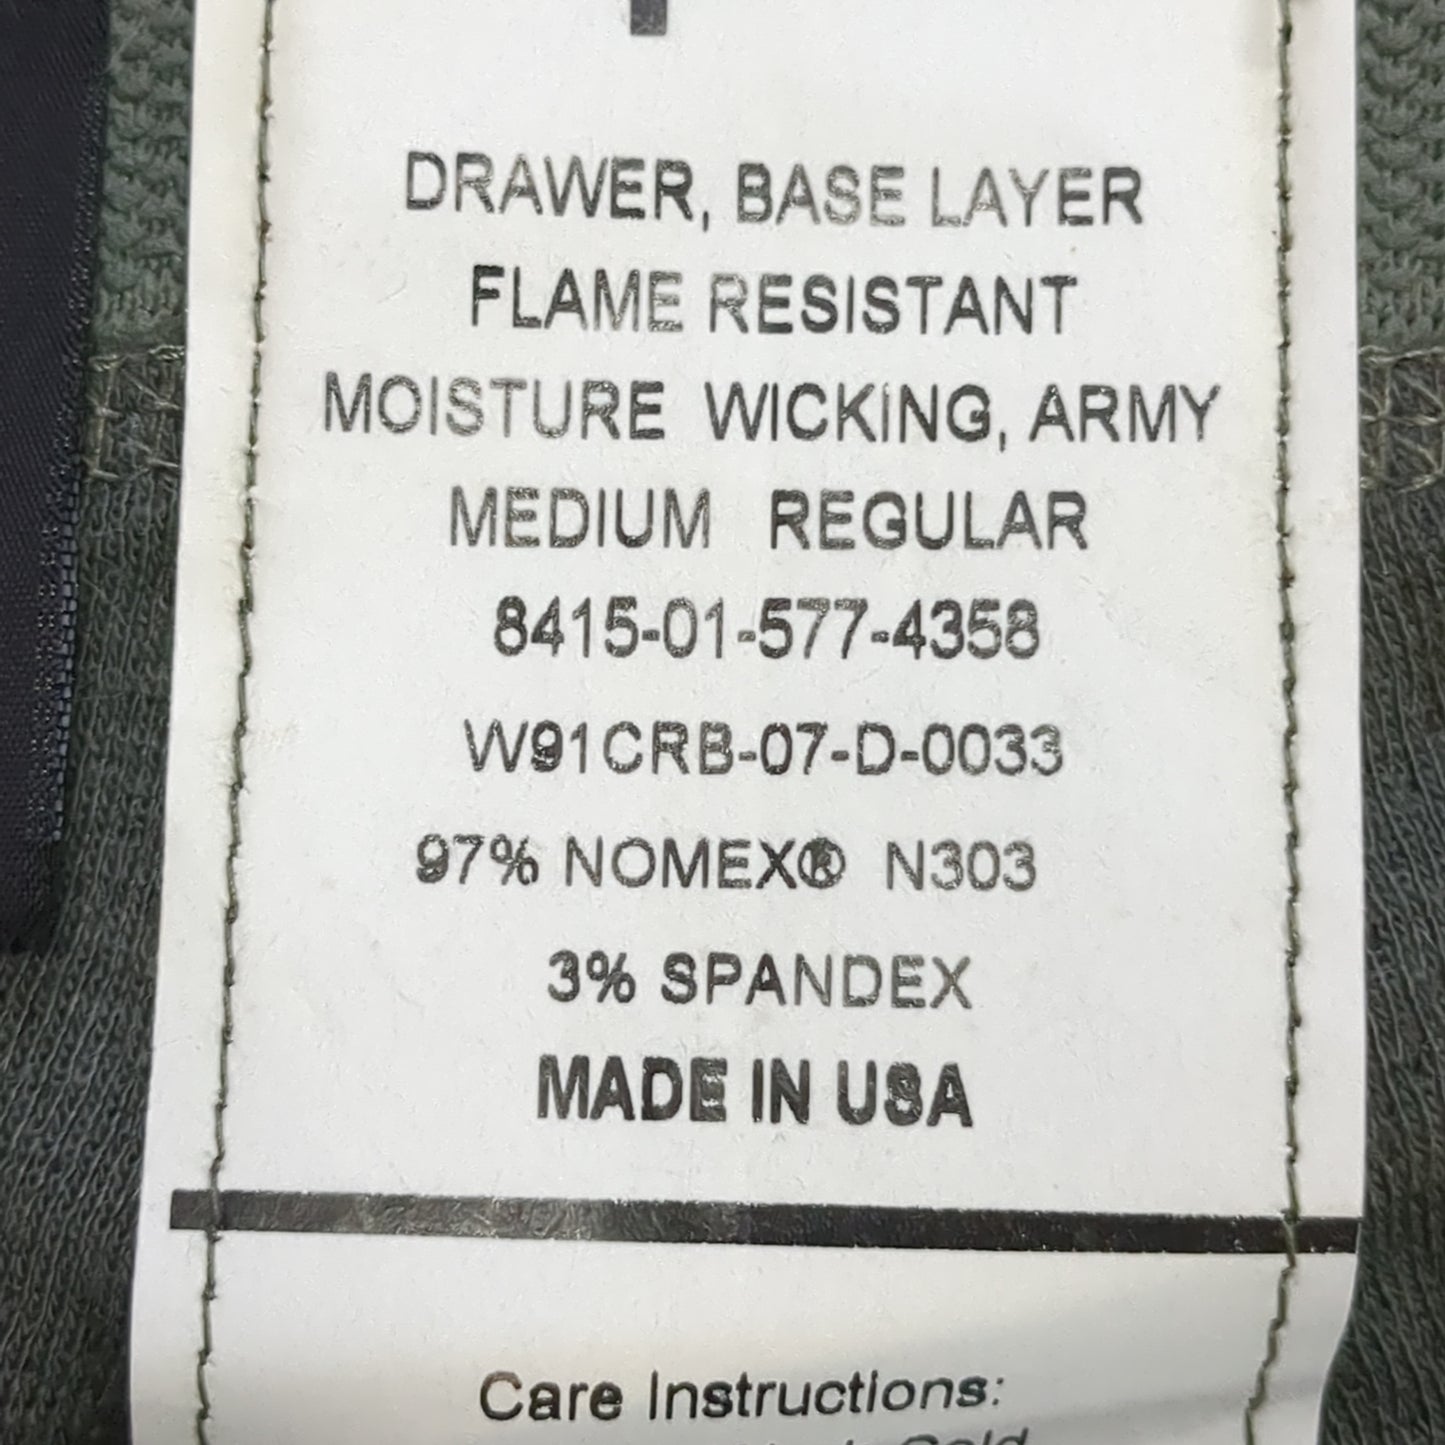 DRAWER, BASE LAYER
FLAME RESISTANT
MOISTURE WICKING, ARMY
MEDIUM REGULAR
8415-01-577-4358
W91CRB-07-D-0033
97% NOMEX® N303
3% SPANDEX
MADE IN USA
Care Instructions:
Cold